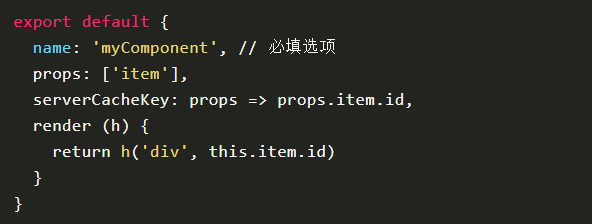 export default {
  name: 'myComponent', // 必填选项
  props: ['item'],
  serverCacheKey: props => props.item.id,
  render (h) {
    return h('div', this.item.id)
  }
}